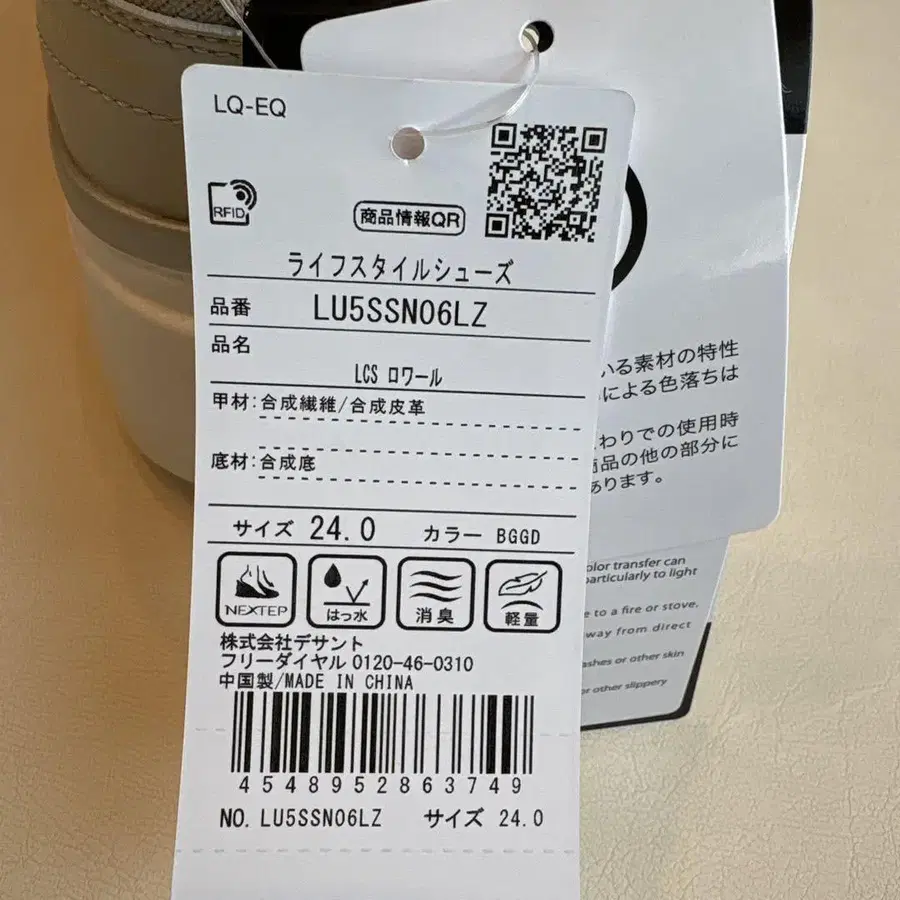 LQ-EQ
RFID
商品情報QR
ライフスタイルシューズ
品番 LU5SSN06LZ
品名
LCS ロワール
甲材:合成繊維/合成皮革
底材:合成底
サイズ 24.0 カラー BGGD
NEXTEP はっ水 消臭 軽量
株式会社デサント
フリーダイヤル 0120-46-0310
中国製/MADE IN CHINA
4548952863749
NO. LU5SSN06LZ サイズ 24.0
いる素材の特性
による色落ちは
わりでの使用時
商品の他の部分に
あります。
color transfer can
particularly to light
e to a fire or stove.
way from direct
ashes or other skin
or other slippery